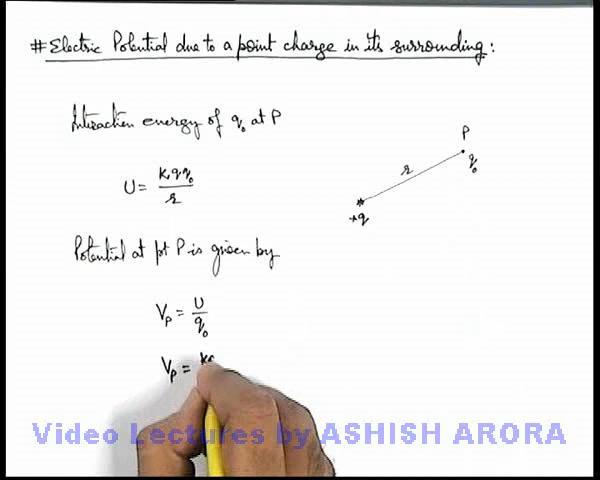 # Electric Potential due to a point charge in its surrounding :
Interaction energy of q₀ at P
P
q₀
r
+q
U = kqq₀/r
Potential at pt P is given by
Vₚ = U/q₀
Vₚ = k
Video Lectures by ASHISH ARORA